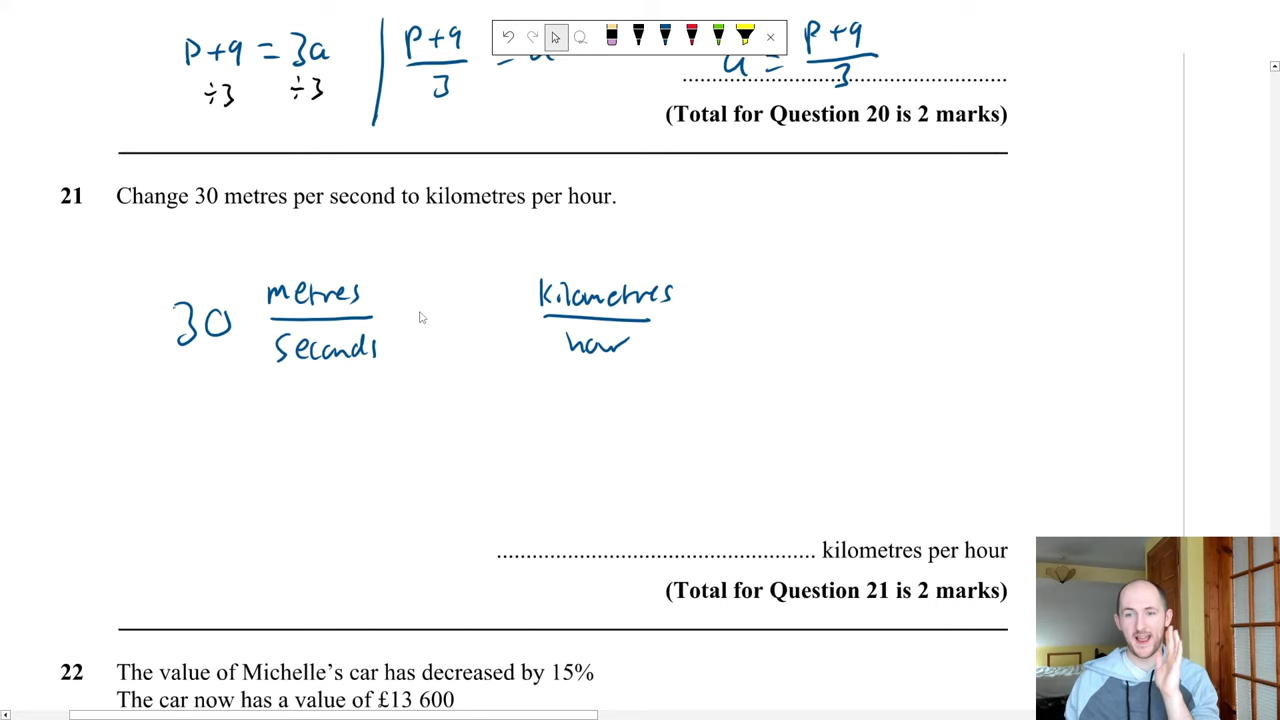 p+9 = 3a | p+9/3 = a
a = p+9/3
÷3 ÷3
(Total for Question 20 is 2 marks)
21 Change 30 metres per second to kilometres per hour.
30 metres/seconds kilometres/hour
kilometres per hour
(Total for Question 21 is 2 marks)
22 The value of Michelle’s car has decreased by 15%
The car now has a value of £13 600